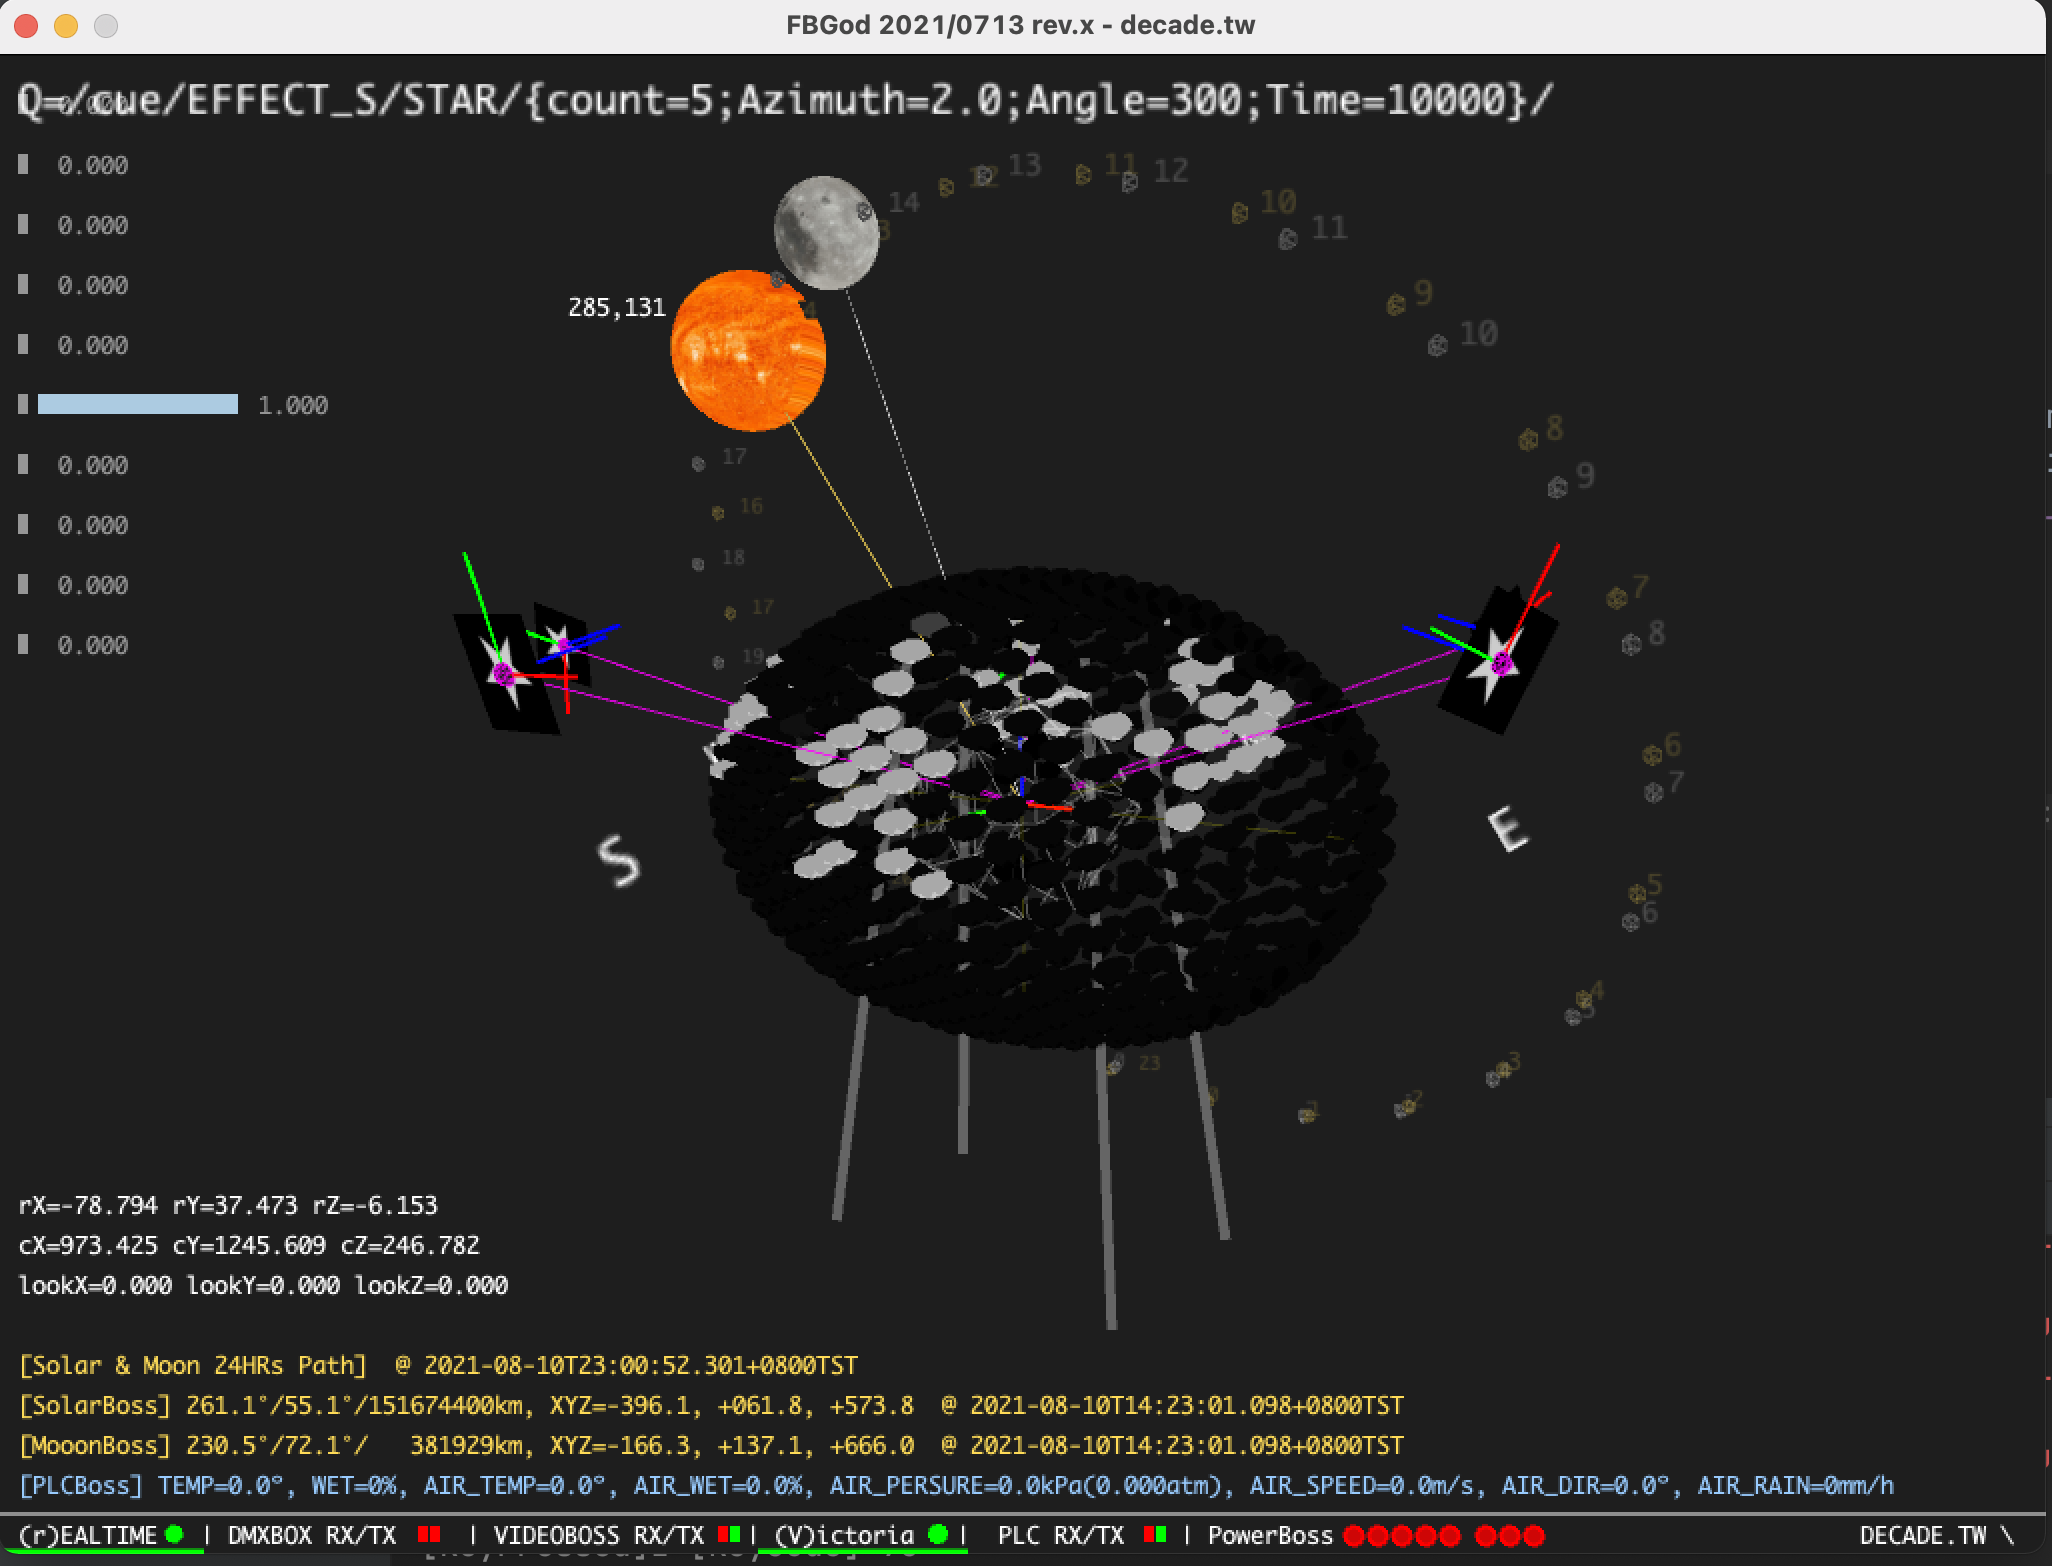 FBGod 2021/0713 rev.x - decade.tw
Q=/cue/EFFECT_S/STAR/{count=5;Azimuth=2.0;Angle=300;Time=10000}/
0.000
0.000
0.000
0.000
0.000
1.000
0.000
0.000
0.000
0.000
12 13 11 12
14 10
3 11
285,131
4 9
10
8
17 9
16
18
17 7
8
19
6
7
S E
5
6
4
5
3
0 23
0 1 2
rX=-78.794 rY=37.473 rZ=-6.153
cX=973.425 cY=1245.609 cZ=246.782
lookX=0.000 lookY=0.000 lookZ=0.000
[Solar & Moon 24HRs Path] @ 2021-08-10T23:00:52.301+0800TST
[SolarBoss] 261.1°/55.1°/151674400km, XYZ=-396.1, +061.8, +573.8 @ 2021-08-10T14:23:01.098+0800TST
[MooonBoss] 230.5°/72.1°/ 381929km, XYZ=-166.3, +137.1, +666.0 @ 2021-08-10T14:23:01.098+0800TST
[PLCBoss] TEMP=0.0°, WET=0%, AIR_TEMP=0.0°, AIR_WET=0.0%, AIR_PERSURE=0.0kPa(0.000atm), AIR_SPEED=0.0m/s, AIR_DIR=0.0°, AIR_RAIN=0mm/h
(r)EALTIME | DMXBOX RX/TX | VIDEOBOSS RX/TX | (V)ictoria | PLC RX/TX | PowerBoss DECADE.TW \